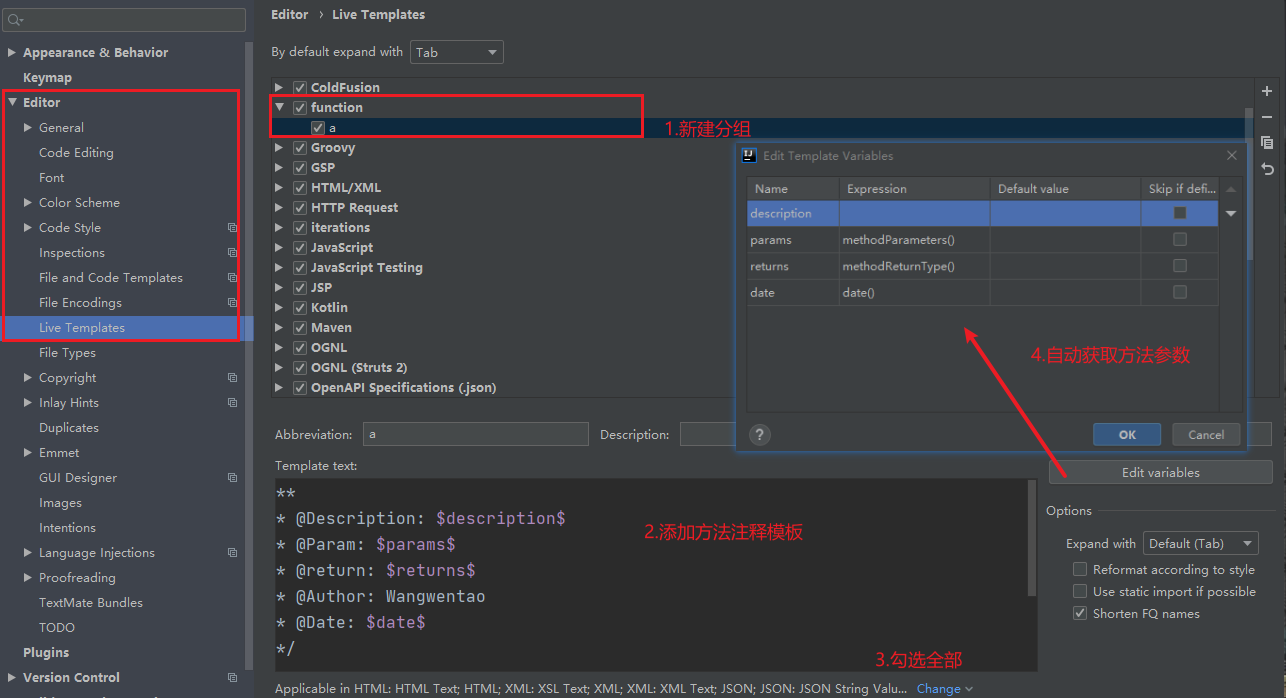 Editor › Live Templates
By default expand with Tab
Appearance & Behavior
Keymap
Editor
General
Code Editing
Font
Color Scheme
Code Style
Inspections
File and Code Templates
File Encodings
Live Templates
File Types
Copyright
Inlay Hints
Duplicates
Emmet
GUI Designer
Images
Intentions
Language Injections
Proofreading
TextMate Bundles
TODO
Plugins
Version Control
ColdFusion
function
a
1.新建分组
Groovy
GSP
HTML/XML
HTTP Request
iterations
JavaScript
JavaScript Testing
JSP
Kotlin
Maven
OGNL
OGNL (Struts 2)
OpenAPI Specifications (.json)
Edit Template Variables
Name Expression Default value Skip if defi...
description
params methodParameters()
returns methodReturnType()
date date()
4.自动获取方法参数
? OK Cancel
Abbreviation: a Description:
Template text:
**
* @Description: $description$
* @Param: $params$
* @return: $returns$
* @Author: Wangwentao
* @Date: $date$
*/
2.添加方法注释模板
3.勾选全部
Edit variables
Options
Expand with Default (Tab)
Reformat according to style
Use static import if possible
Shorten FQ names
Applicable in HTML: HTML Text; HTML; XML: XSL Text; XML; XML: XML Text; JSON; JSON: JSON String Valu... Change